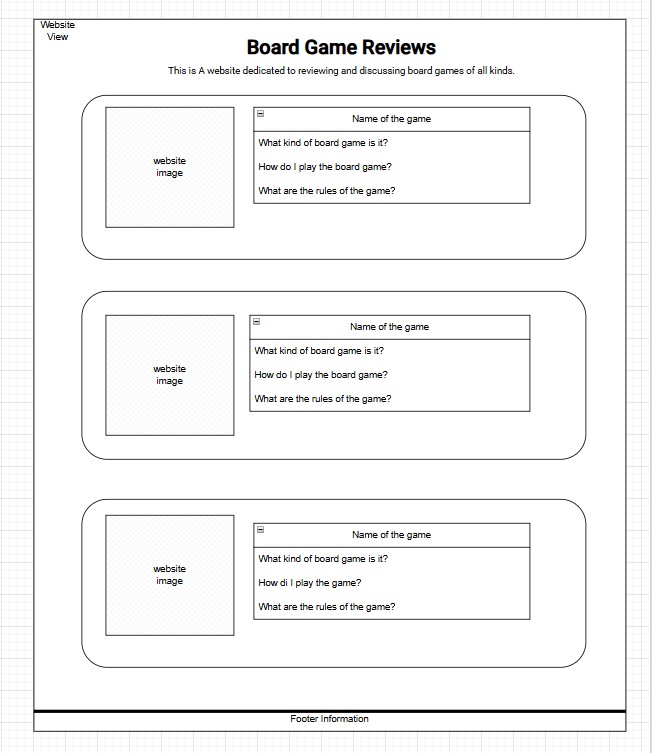 Website
View
Board Game Reviews
This is A website dedicated to reviewing and discussing board games of all kinds.
website
image
Name of the game
What kind of board game is it?
How do I play the board game?
What are the rules of the game?
website
image
Name of the game
What kind of board game is it?
How do I play the board game?
What are the rules of the game?
website
image
Name of the game
What kind of board game is it?
How di I play the game?
What are the rules of the game?
Footer Information